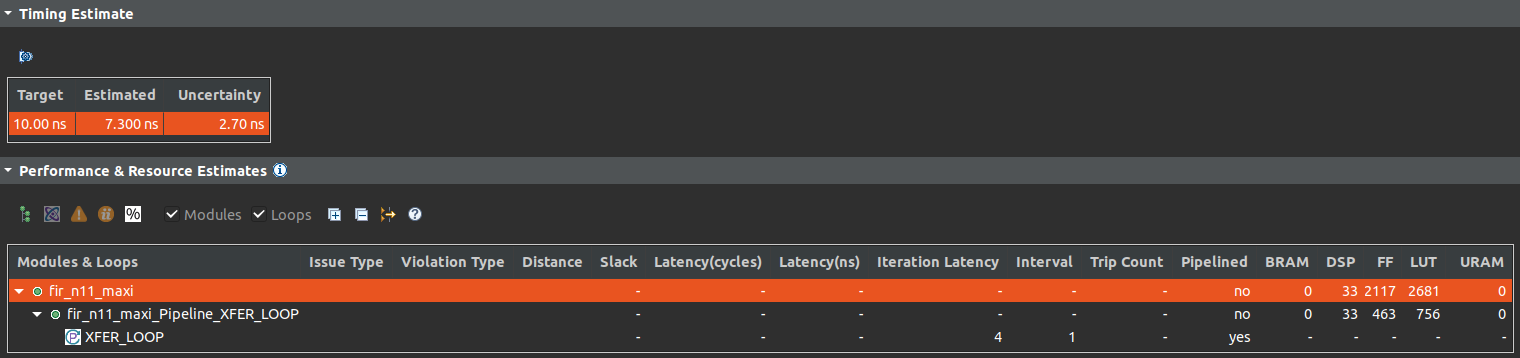 Timing Estimate
Target Estimated Uncertainty
10.00 ns 7.300 ns 2.70 ns
Performance & Resource Estimates
% Modules Loops
Modules & Loops Issue Type Violation Type Distance Slack Latency(cycles) Latency(ns) Iteration Latency Interval Trip Count Pipelined BRAM DSP FF LUT URAM
fir_n11_maxi - - - - - - no 0 33 2117 2681 0
fir_n11_maxi_Pipeline_XFER_LOOP - - - - - - no 0 33 463 756 0
XFER_LOOP - - - 4 1 - yes - - - - -